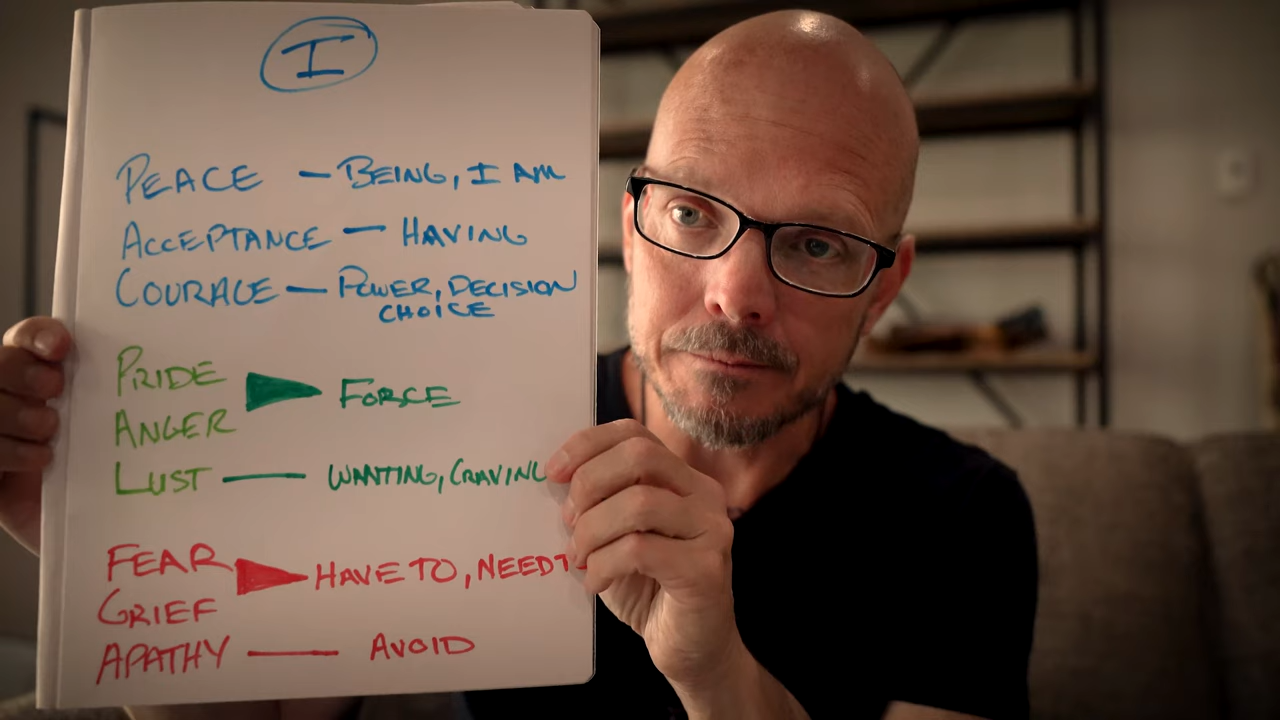 I
PEACE — BEING, I AM
ACCEPTANCE — HAVING
COURAGE — POWER, DECISION
CHOICE
PRIDE
FORCE
ANGER
LUST — WANTING, CRAVING
FEAR
HAVE TO, NEED T
GRIEF
APATHY — AVOID